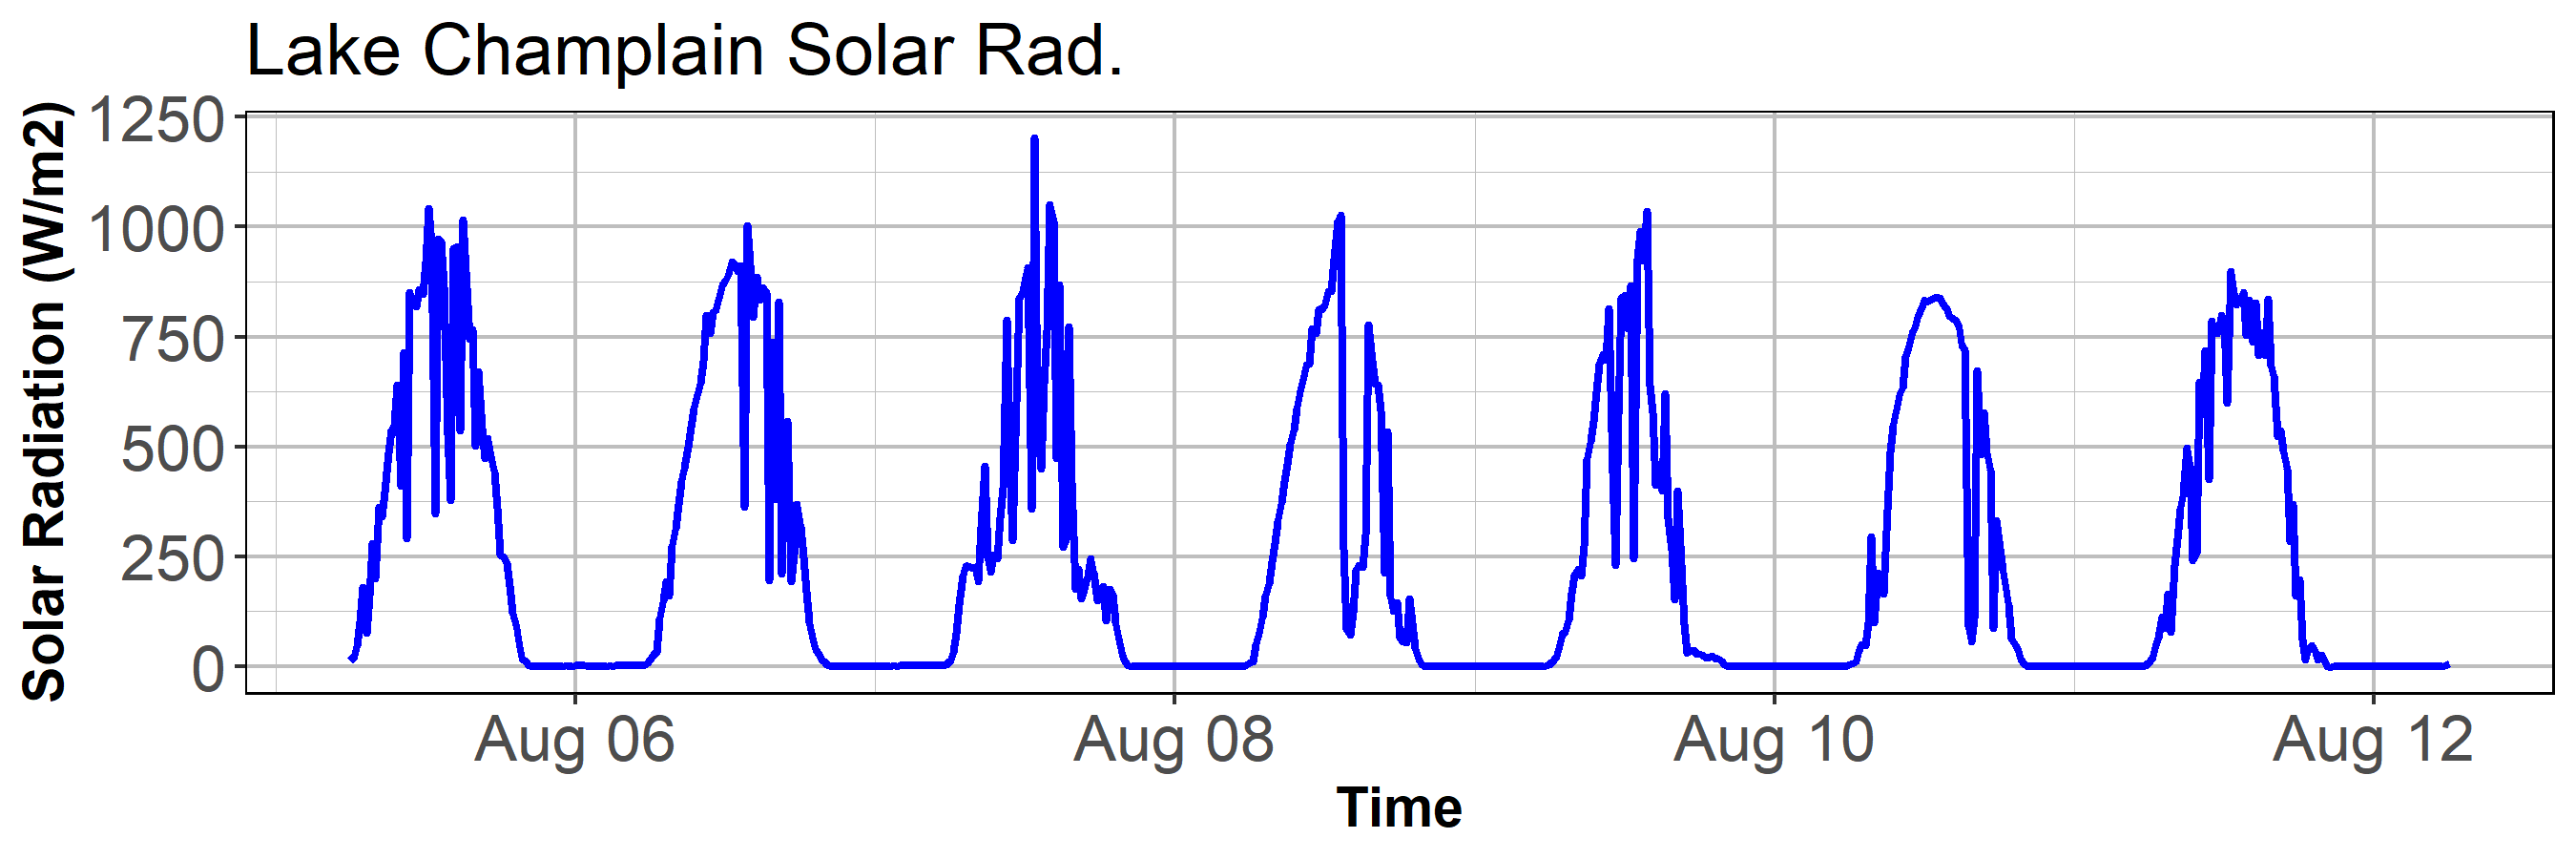 Lake Champlain Solar Rad.
Solar Radiation (W/m2)
1250
1000
750
500
250
0
Aug 06 Aug 08 Aug 10 Aug 12
Time